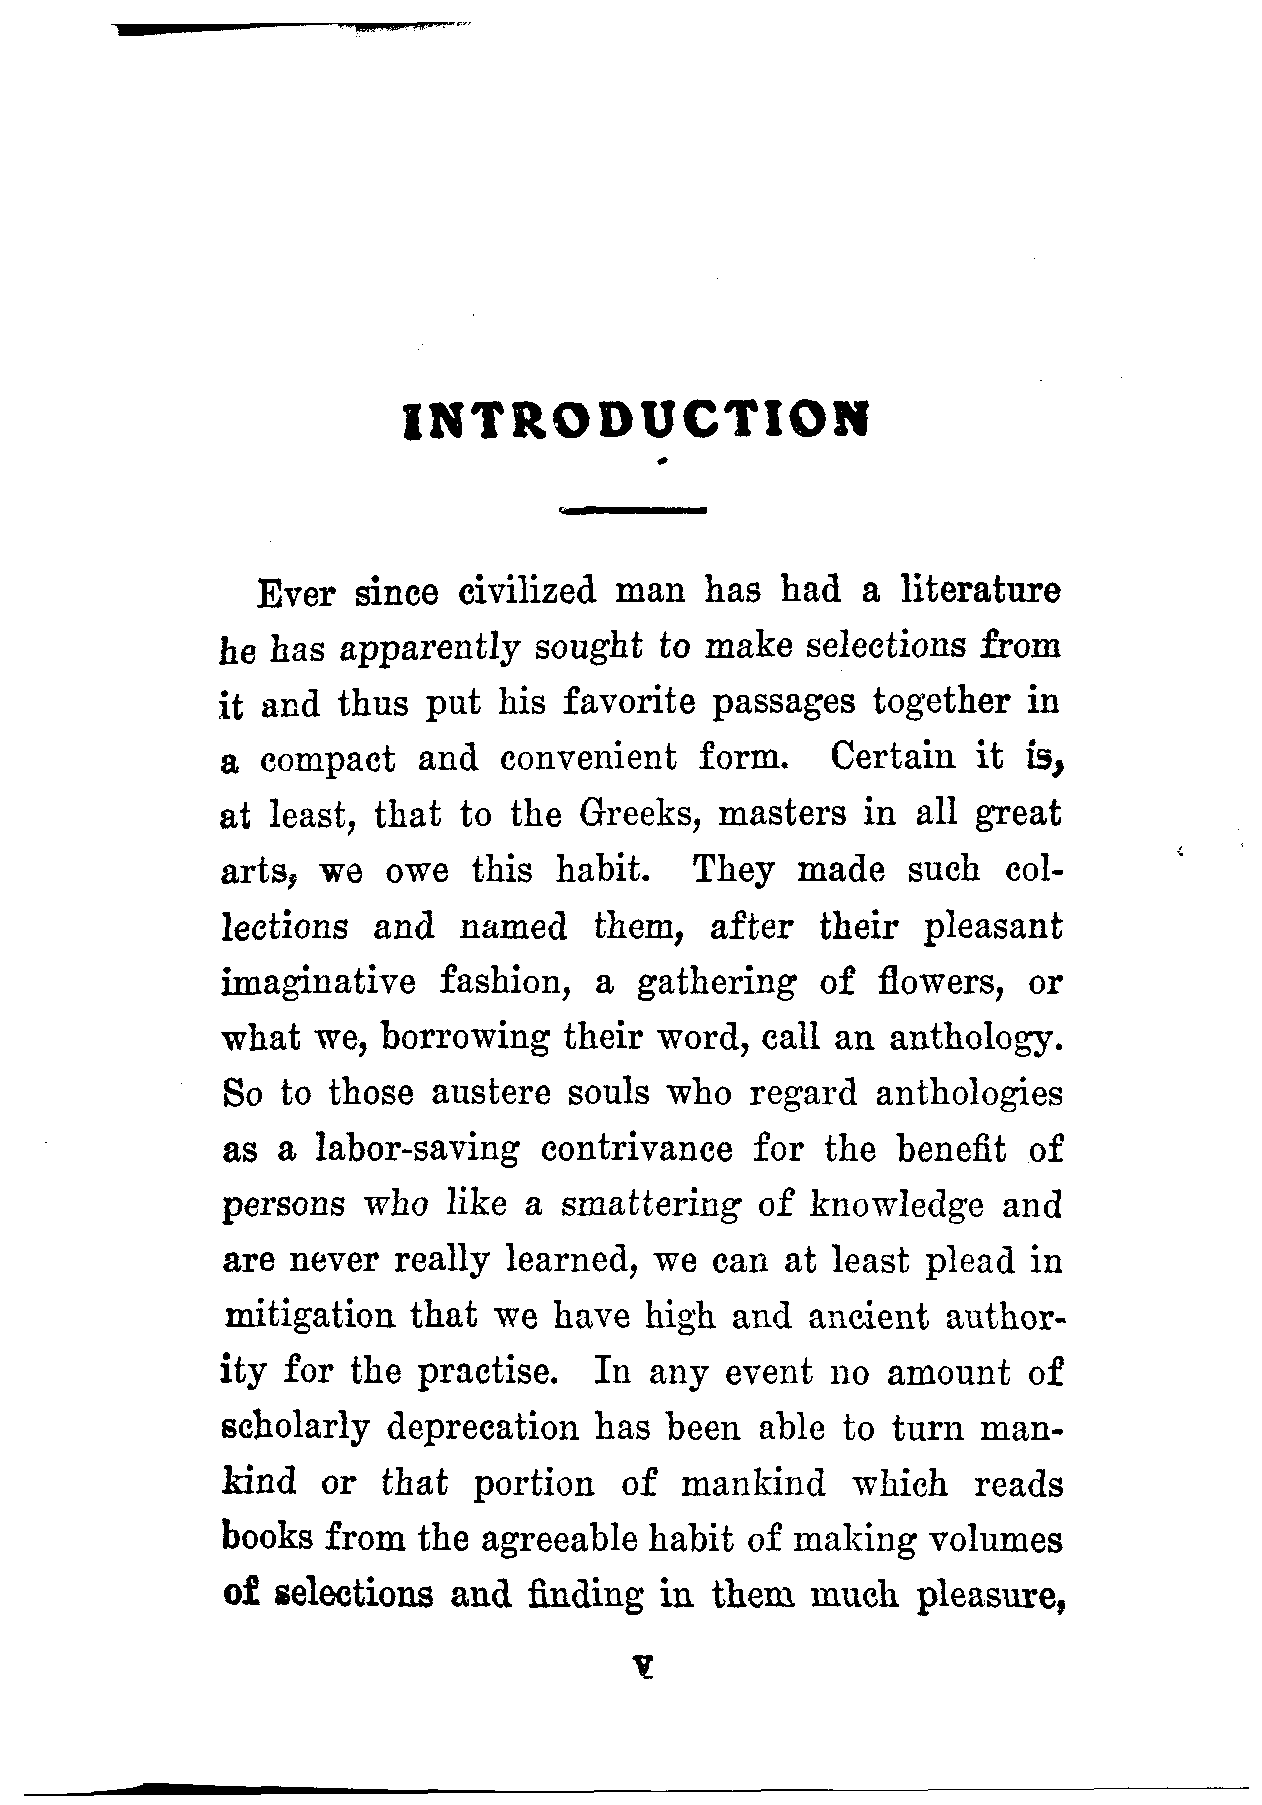 INTRODUCTION
Ever since civilized man has had a literature
he has apparently sought to make selections from
it and thus put his favorite passages together in
a compact and convenient form. Certain it is,
at least, that to the Greeks, masters in all great
arts, we owe this habit. They made such col-
lections and named them, after their pleasant
imaginative fashion, a gathering of flowers, or
what we, borrowing their word, call an anthology.
So to those austere souls who regard anthologies
as a labor-saving contrivance for the benefit of
persons who like a smattering of knowledge and
are never really learned, we can at least plead in
mitigation that we have high and ancient author-
ity for the practise. In any event no amount of
scholarly deprecation has been able to turn man-
kind or that portion of mankind which reads
books from the agreeable habit of making volumes
of selections and finding in them much pleasure,
v